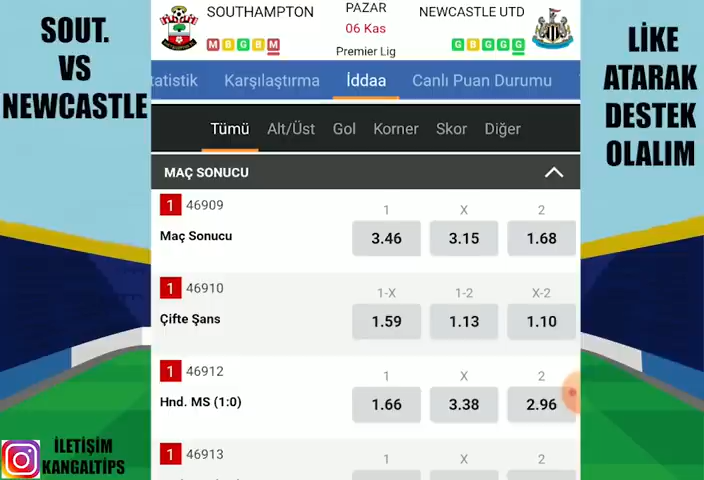 SOUT.
VS
NEWCASTLE
SOUTHAMPTON
M B G B M
PAZAR
06 Kas
Premier Lig
NEWCASTLE UTD
G B G G G
LİKE
ATARAK
DESTEK
OLALIM
tatistik Karşılaştırma İddaa Canlı Puan Durumu
Tümü Alt/Üst Gol Korner Skor Diğer
MAÇ SONUCU
1 46909
Maç Sonucu
1 X 2
3.46 3.15 1.68
1 46910
Çifte Şans
1-X 1-2 X-2
1.59 1.13 1.10
1 46912
Hnd. MS (1:0)
1 X 2
1.66 3.38 2.96
1 46913
1 X 2
İLETİŞİM
KANGALTİPS